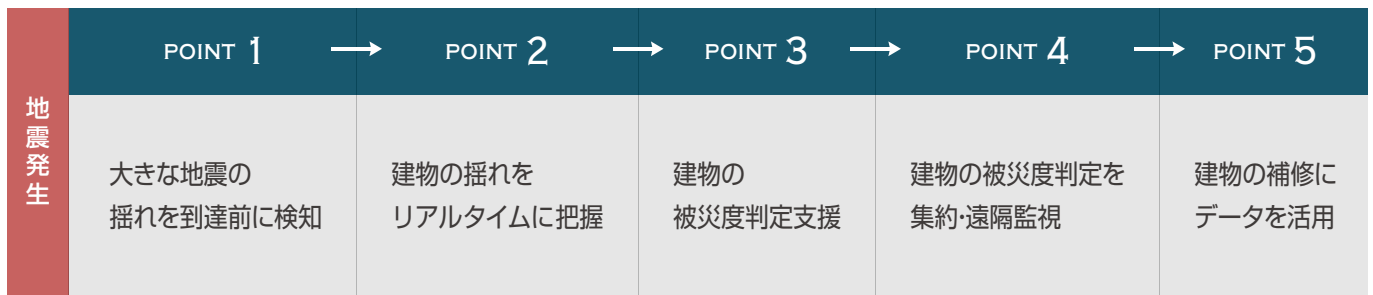 地震発生
POINT 1 → POINT 2 → POINT 3 → POINT 4 → POINT 5
大きな地震の
揺れを到達前に検知
建物の揺れを
リアルタイムに把握
建物の
被災度判定支援
建物の被災度判定を
集約・遠隔監視
建物の補修に
データを活用